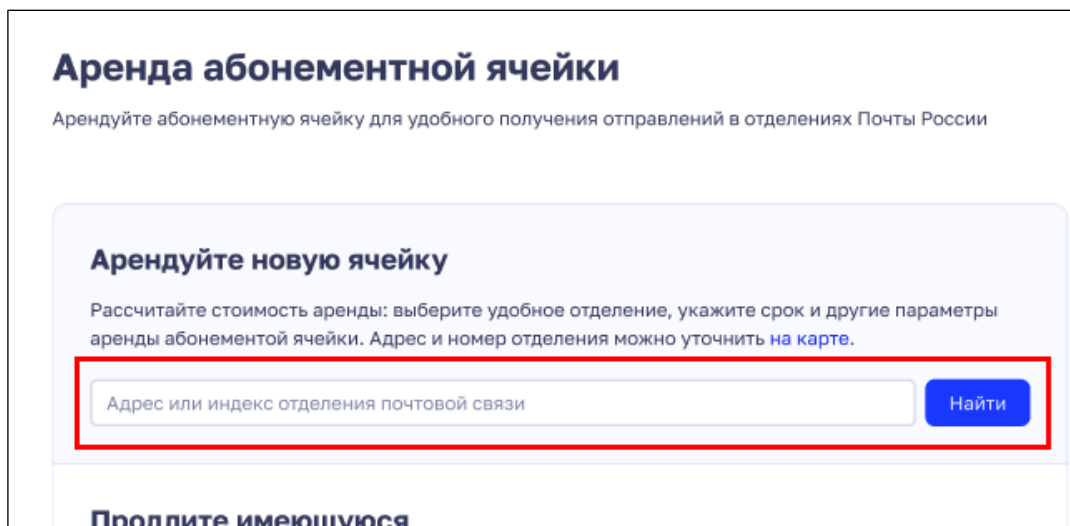 Аренда абонементной ячейки
Арендуйте абонементную ячейку для удобного получения отправлений в отделениях Почты России
Арендуйте новую ячейку
Рассчитайте стоимость аренды: выберите удобное отделение, укажите срок и другие параметры
аренды абонементой ячейки. Адрес и номер отделения можно уточнить на карте.
Адрес или индекс отделения почтовой связи
Найти
Продлите имеющуюся